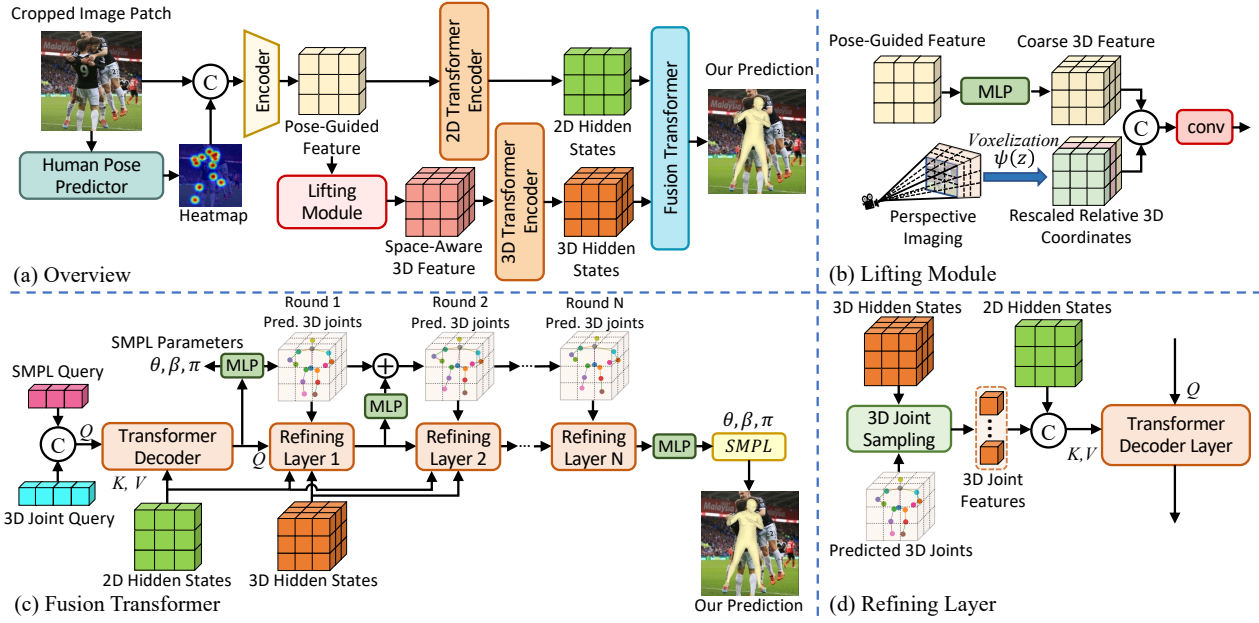 Cropped Image Patch
C
Encoder
Human Pose
Predictor
Heatmap
Pose-Guided
Feature
Lifting
Module
Space-Aware
3D Feature
2D Transformer
Encoder
3D Transformer
Encoder
2D Hidden
States
3D Hidden
States
Fusion Transformer
Our Prediction
(a) Overview
Pose-Guided Feature
MLP
Coarse 3D Feature
C
conv
Voxelization
ψ(z)
Perspective
Imaging
Rescaled Relative 3D
Coordinates
(b) Lifting Module
SMPL Parameters
θ, β, π
MLP
Round 1
Pred. 3D joints
Round 2
Pred. 3D joints
Round N
Pred. 3D joints
SMPL Query
C
3D Joint Query
Q
Transformer
Decoder
K, V
Q
Refining
Layer 1
MLP
Refining
Layer 2
Refining
Layer N
MLP
θ, β, π
SMPL
2D Hidden States
3D Hidden States
Our Prediction
(c) Fusion Transformer
3D Hidden States
2D Hidden States
3D Joint
Sampling
Predicted 3D Joints
3D Joint
Features
C
Q
K,V
Transformer
Decoder Layer
(d) Refining Layer